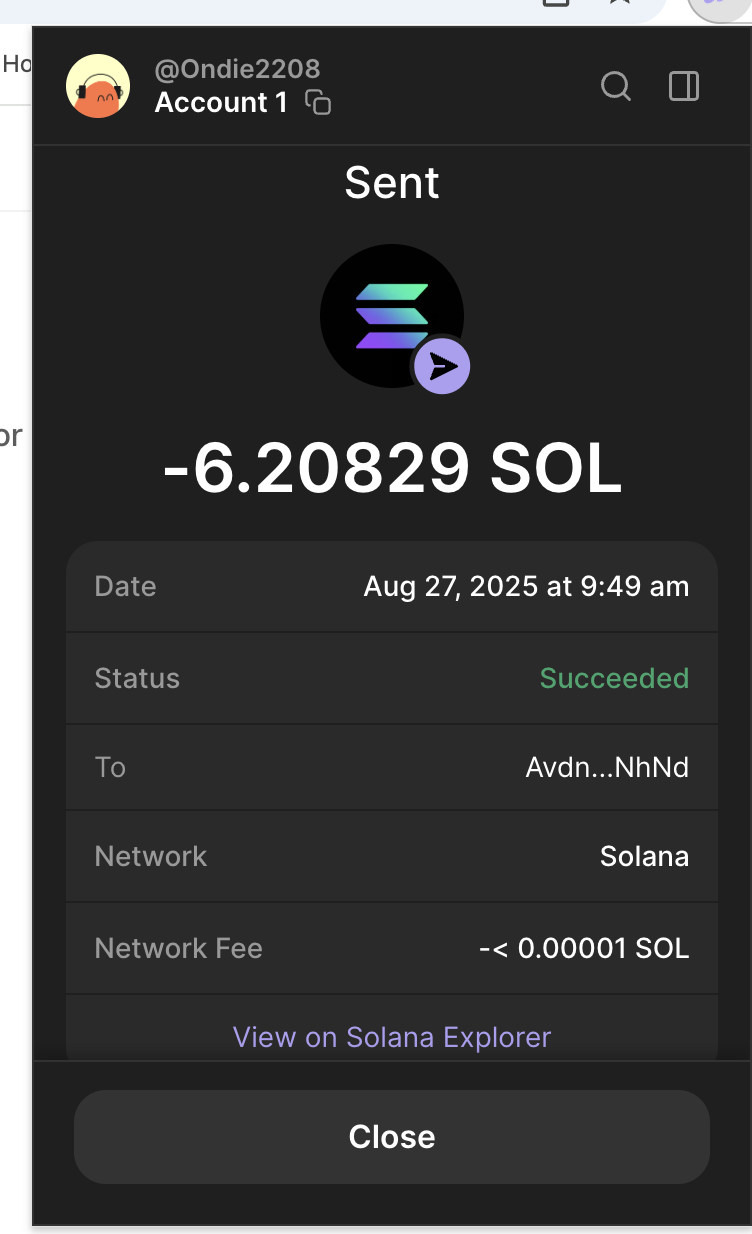 Ho
@Ondie2208
Account 1
Sent
-6.20829 SOL
Date Aug 27, 2025 at 9:49 am
Status Succeeded
To Avdn...NhNd
or
Network Solana
Network Fee -< 0.00001 SOL
View on Solana Explorer
Close